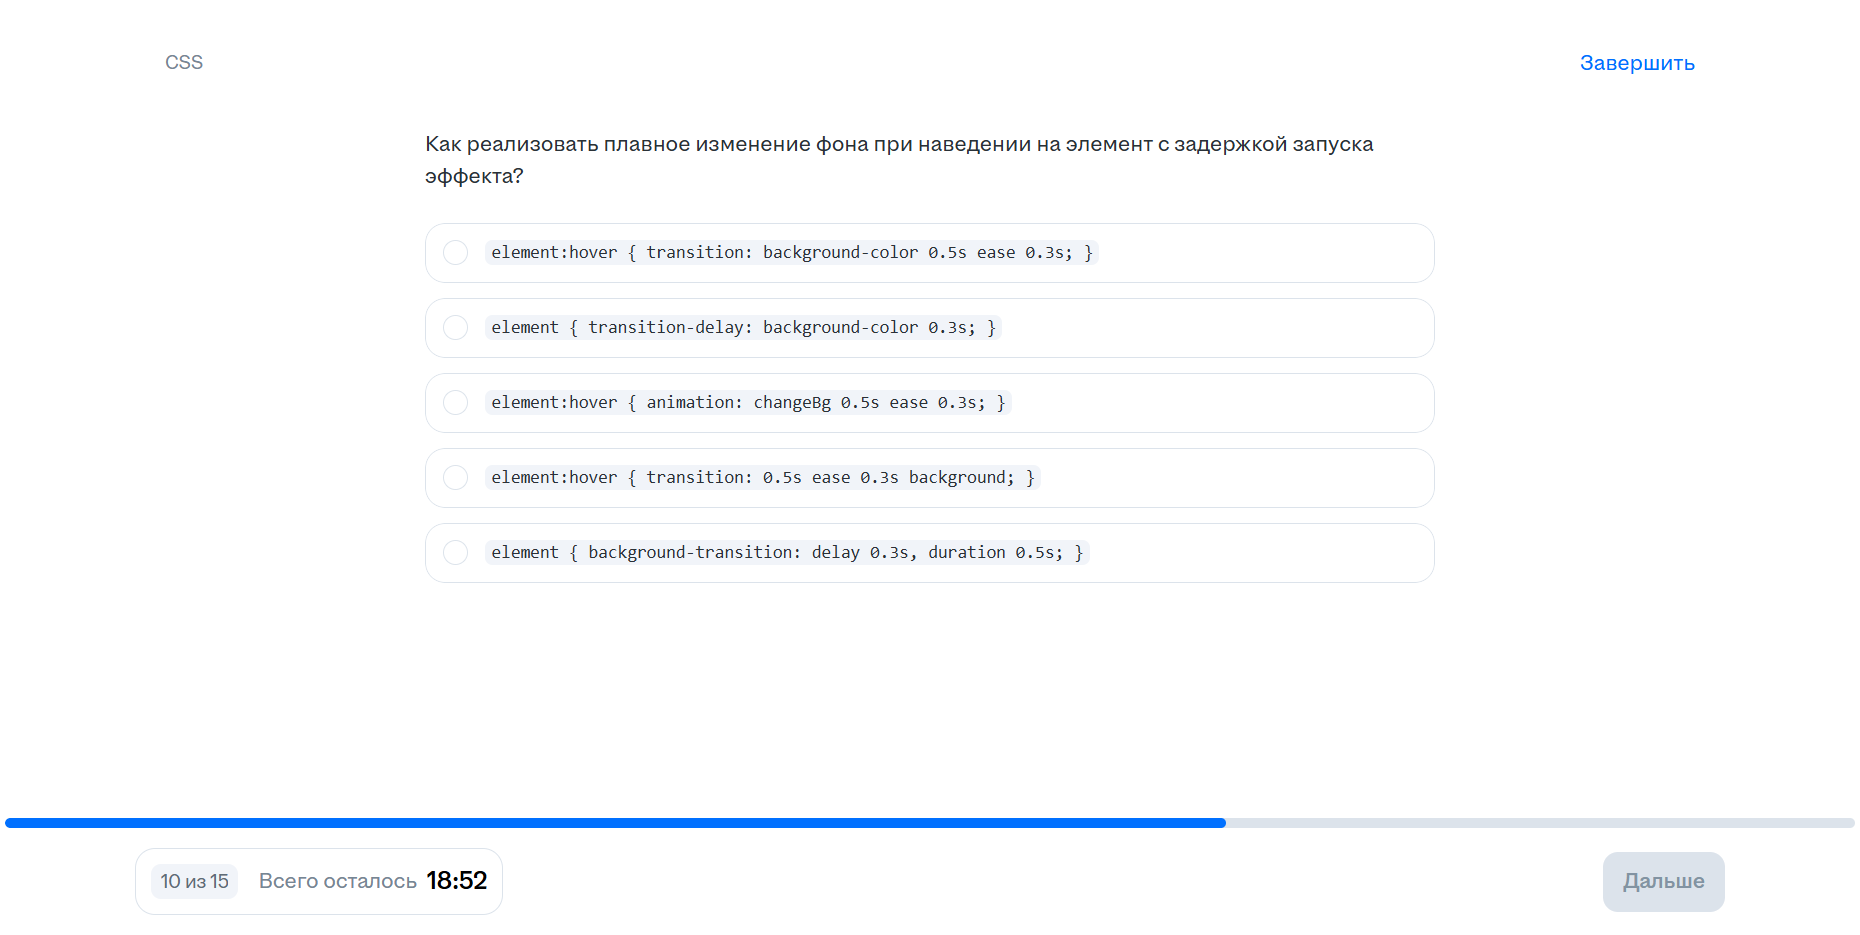 CSS
Завершить
Как реализовать плавное изменение фона при наведении на элемент с задержкой запуска
эффекта?
element:hover { transition: background-color 0.5s ease 0.3s; }
element { transition-delay: background-color 0.3s; }
element:hover { animation: changeBg 0.5s ease 0.3s; }
element:hover { transition: 0.5s ease 0.3s background; }
element { background-transition: delay 0.3s, duration 0.5s; }
10 из 15 Всего осталось 18:52
Дальше